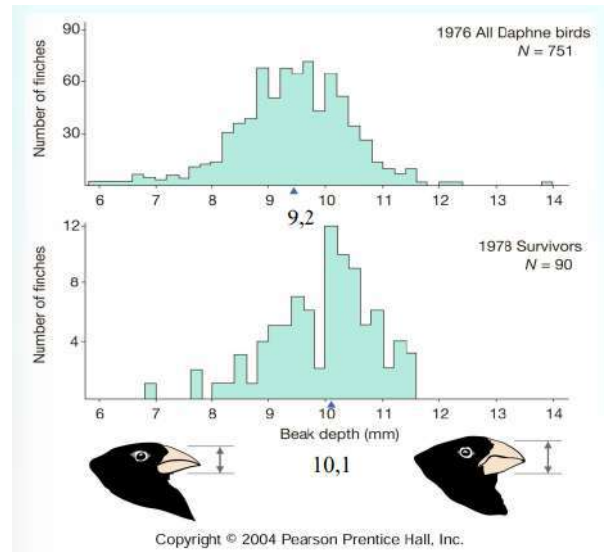 90
60
30
Number of finches
1976 All Daphne birds
N = 751
6 7 8 9 10 11 12 13 14
9,2
12
8
4
Number of finches
1978 Survivors
N = 90
6 7 8 9 10 11 12 13 14
Beak depth (mm)
10,1
Copyright © 2004 Pearson Prentice Hall, Inc.